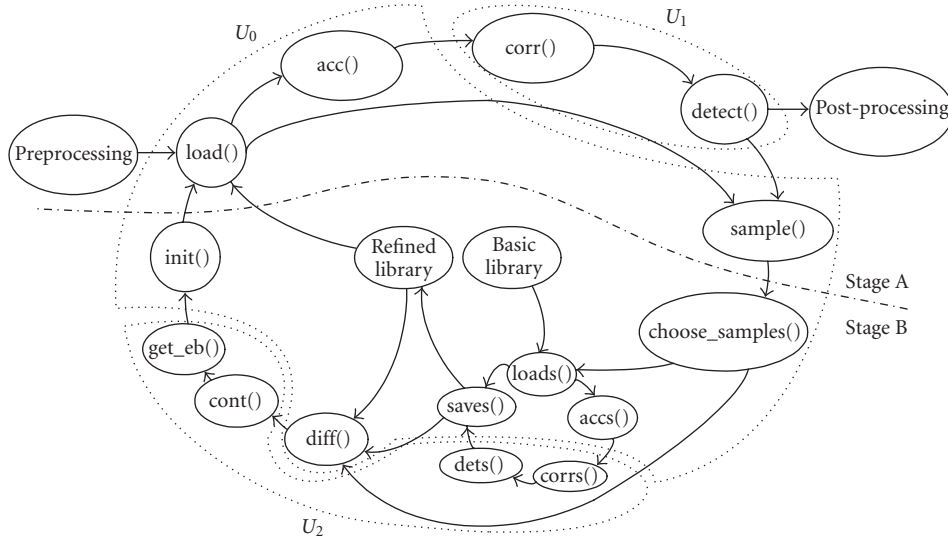 U0
U1
acc()
corr()
detect()
Post-processing
Preprocessing
load()
sample()
init()
Refined
library
Basic
library
Stage A
Stage B
choose_samples()
get_eb()
loads()
cont()
saves()
accs()
diff()
dets()
corrs()
U2